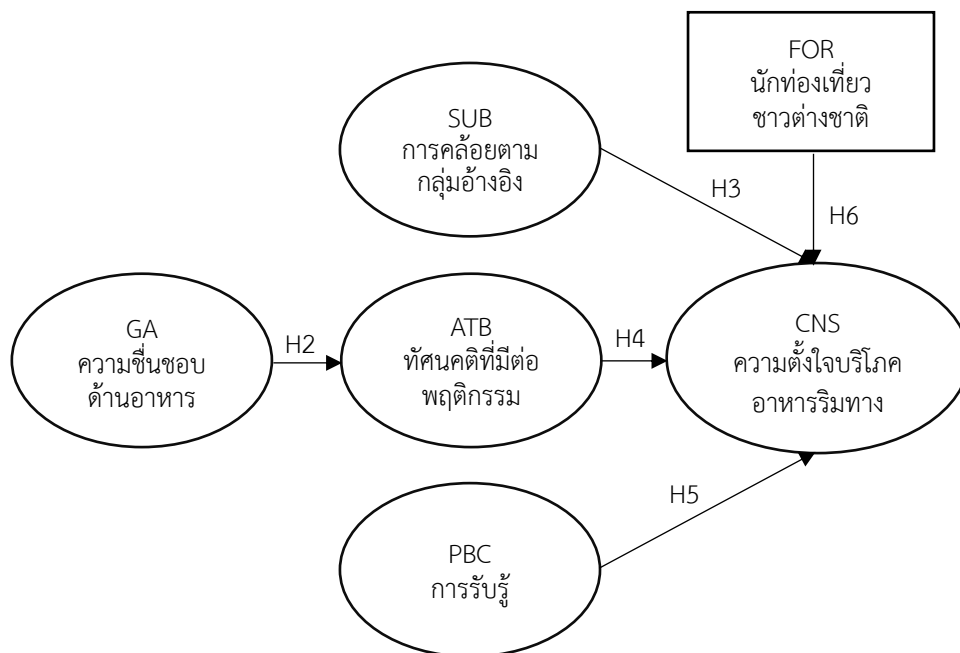 FOR
นักท่องเที่ยว
ชาวต่างชาติ
SUB
การคล้อยตาม
กลุ่มอ้างอิง
H3
H6
GA
ความชื่นชอบ
ด้านอาหาร
H2
ATB
ทัศนคติที่มีต่อ
พฤติกรรม
H4
CNS
ความตั้งใจบริโภค
อาหารริมทาง
H5
PBC
การรับรู้